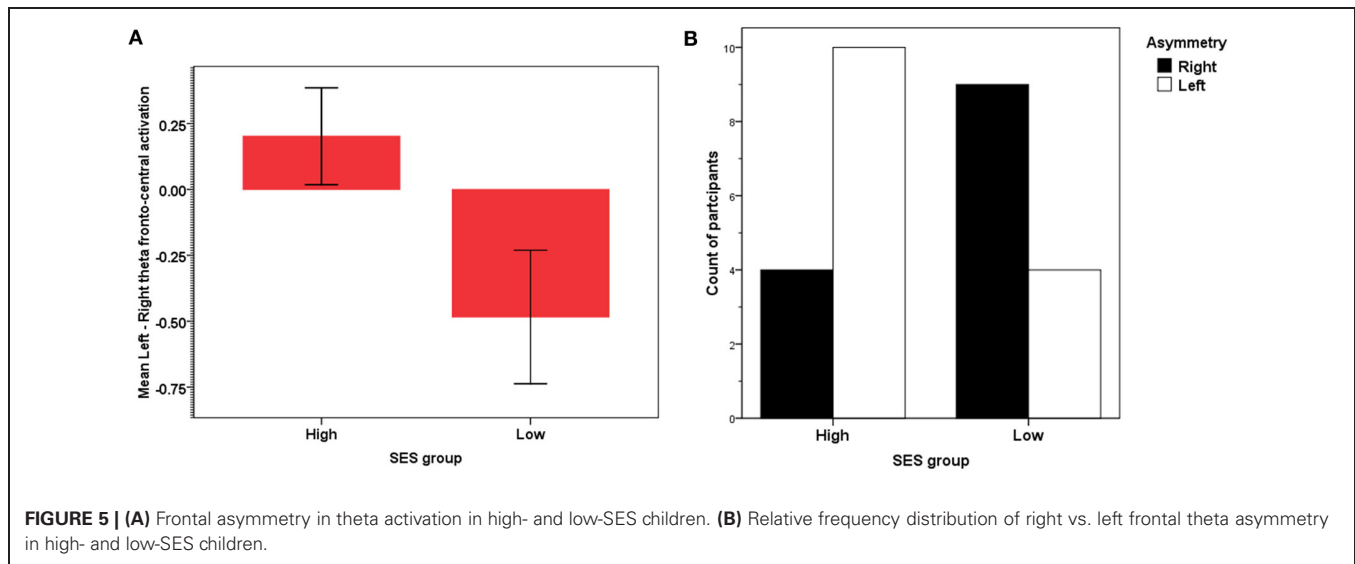 A
Mean Left - Right theta fronto-central activation
0.25
0.00
-0.25
-0.50
-0.75
High
Low
SES group
B
Count of partcipants
10
8
6
4
2
0
High
Low
SES group
Asymmetry
Right
Left
FIGURE 5 | (A) Frontal asymmetry in theta activation in high- and low-SES children. (B) Relative frequency distribution of right vs. left frontal theta asymmetry
in high- and low-SES children.